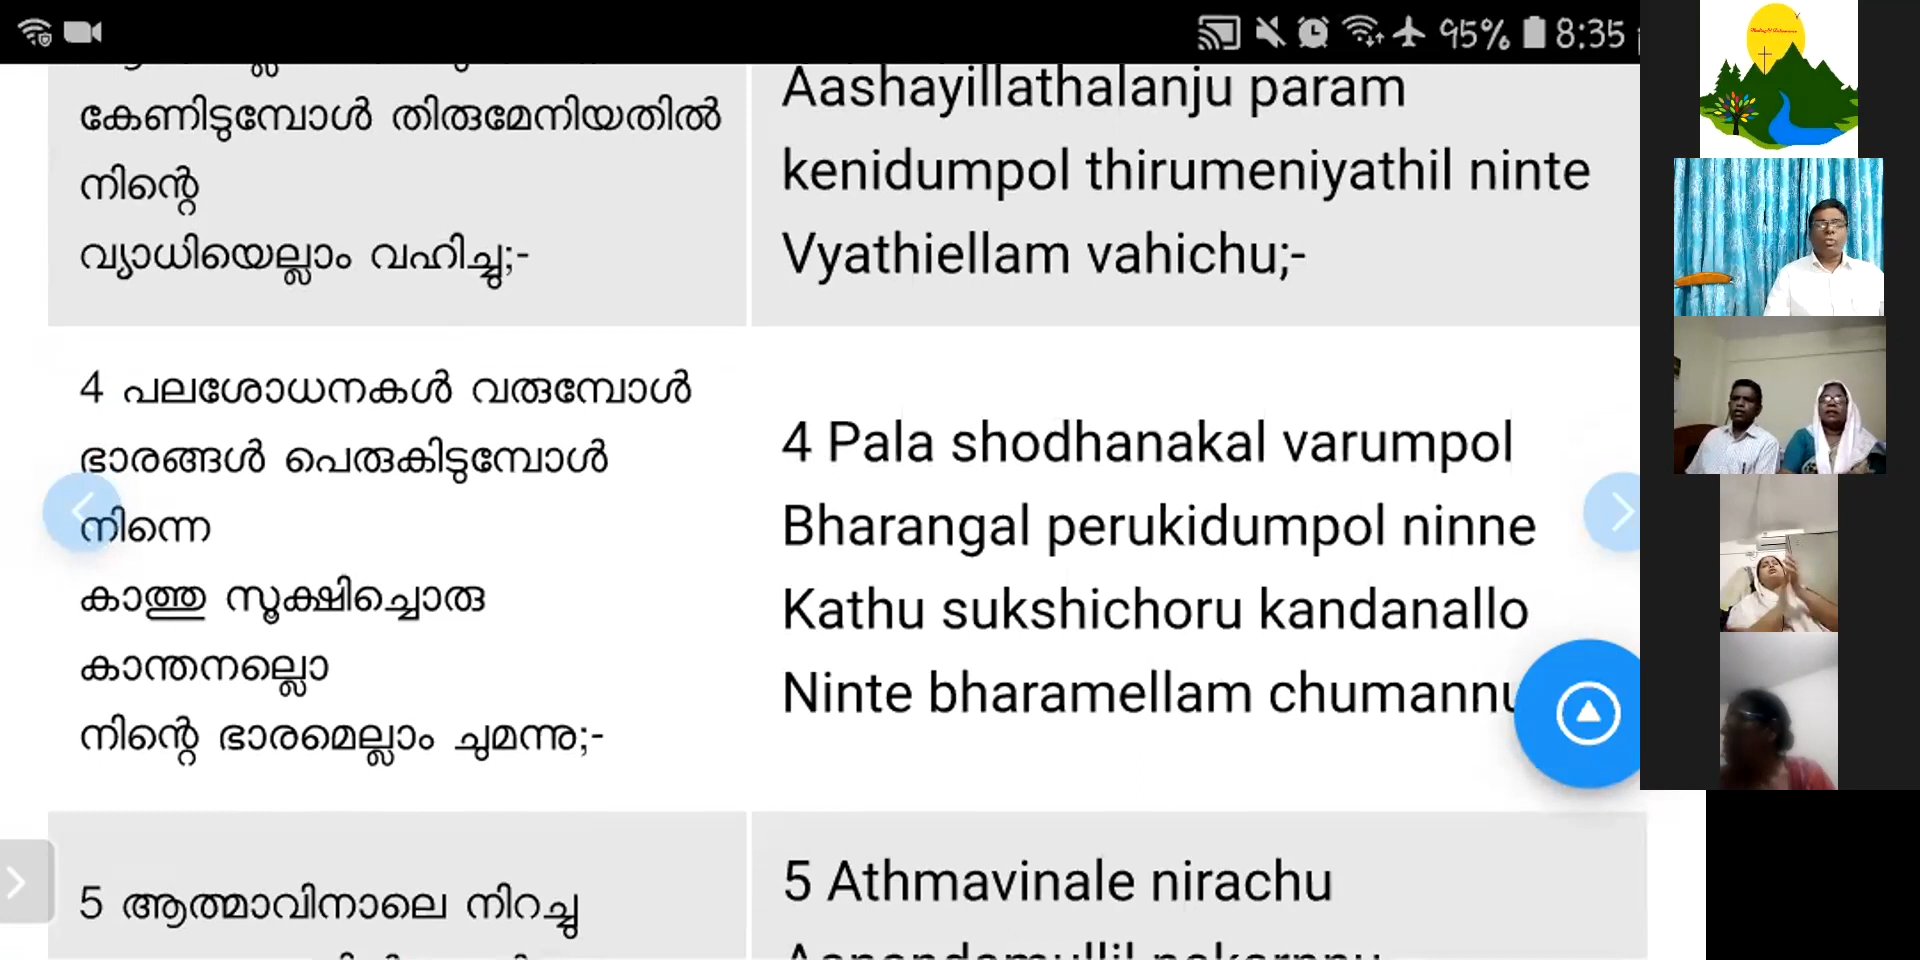 95% 8:35
കേണിടുമ്പോൾ തിരുമേനിയതിൽ
നിന്റെ
വ്യാധിയെല്ലാം വഹിച്ചു;-
Aashayillathalanju param
kenidumpol thirumeniyathil ninte
Vyathiellam vahichu;-
4 പലശോധനകൾ വരുമ്പോൾ
ഭാരങ്ങൾ പെരുകിടുമ്പോൾ
നിന്നെ
കാത്തു സൂക്ഷിച്ചൊരു
കാന്തനല്ലൊ
നിന്റെ ഭാരമെല്ലാം ചുമന്നു;-
4 Pala shodhanakal varumpol
Bharangal perukidumpol ninne
Kathu sukshichoru kandanallo
Ninte bharamellam chumannu
5 ആത്മാവിനാലെ നിറച്ചു
5 Athmavinale nirachu